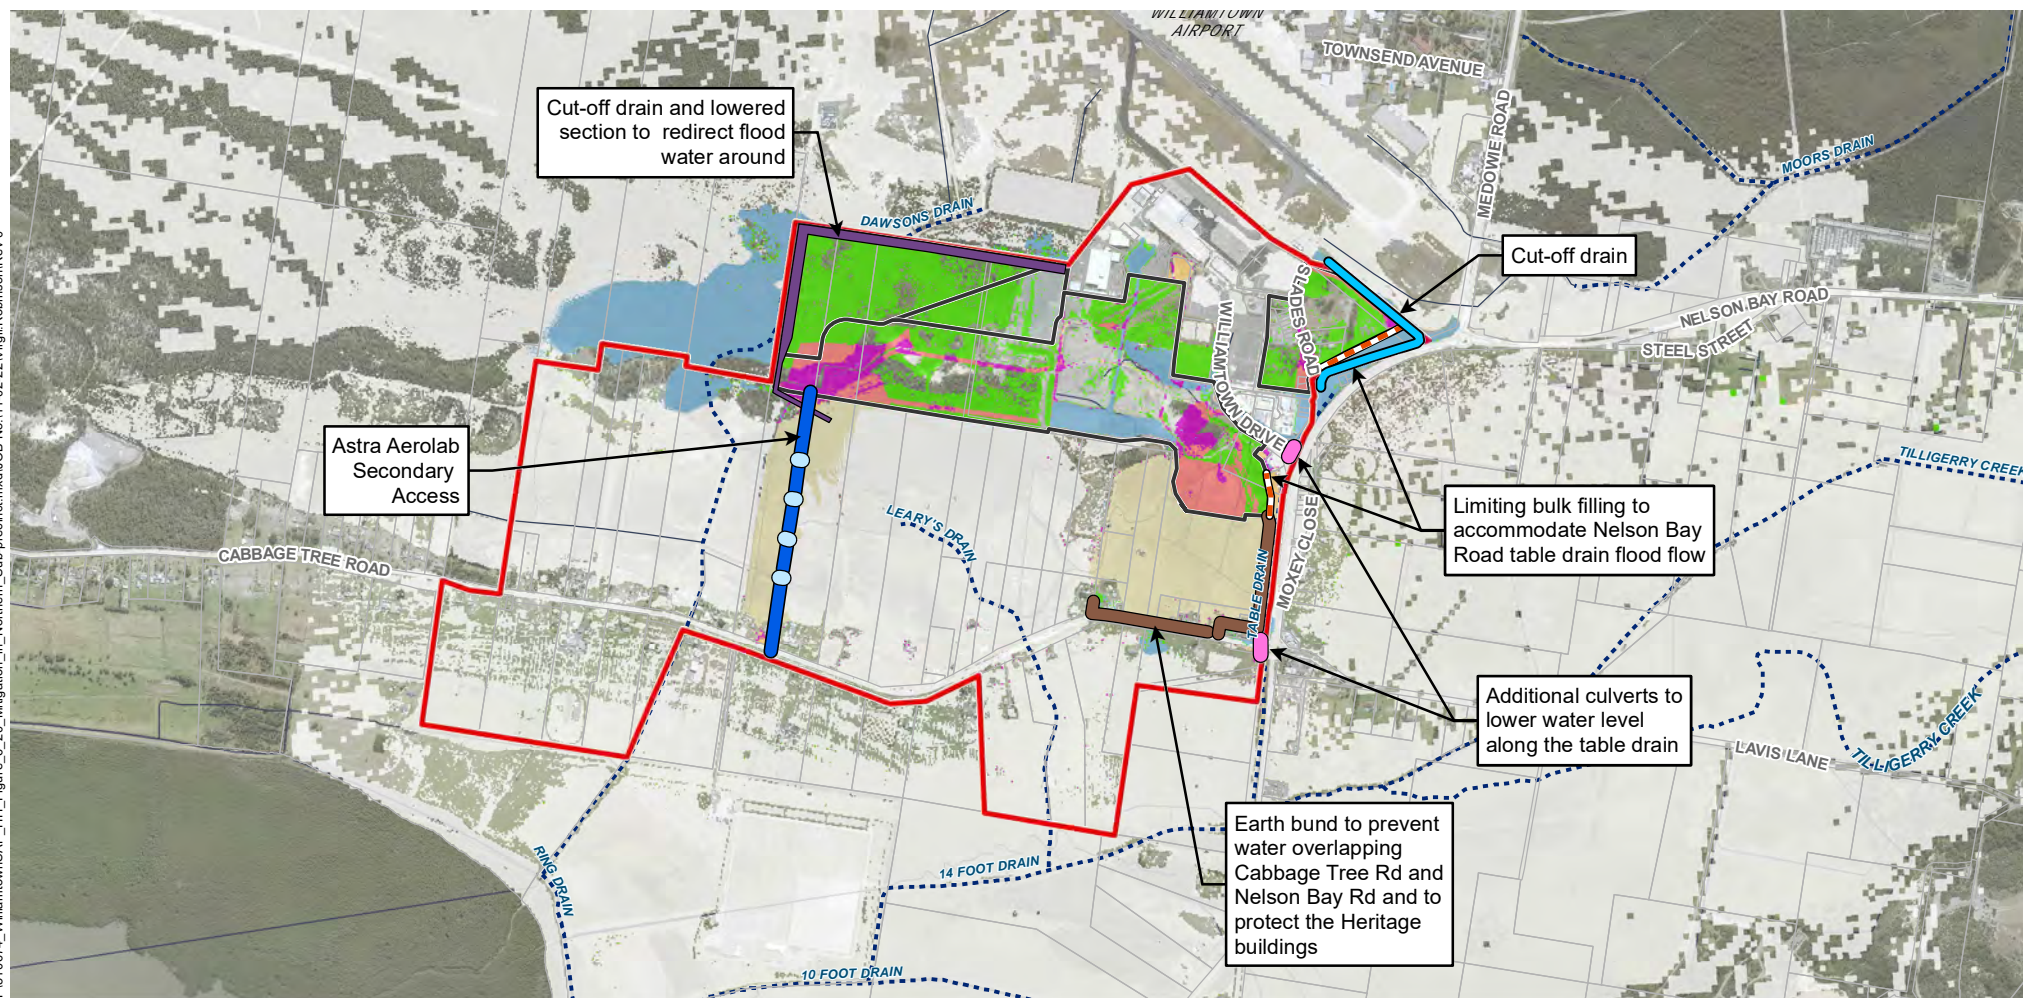 WILLIAMTOWN
AIRPORT
TOWNSEND AVENUE
MEDOWIE ROAD
MOORS DRAIN
Cut-off drain and lowered
section to redirect flood
water around
DAWSONS DRAIN
Cut-off drain
SLADES ROAD
NELSON BAY ROAD
STEEL STREET
WILLIAMTOWN DRIVE
Astra Aerolab
Secondary
Access
TILLIGERRY CREEK
LEARY'S DRAIN
Limiting bulk filling to
accommodate Nelson Bay
Road table drain flood flow
CABBAGE TREE ROAD
MOXEY CLOSE
TABLE DRAIN
Additional culverts to
lower water level
along the table drain
LAVIS LANE
TILLIGERRY CREEK
Earth bund to prevent
water overlapping
Cabbage Tree Rd and
Nelson Bay Rd and to
protect the Heritage
buildings
RING DRAIN
14 FOOT DRAIN
10 FOOT DRAIN